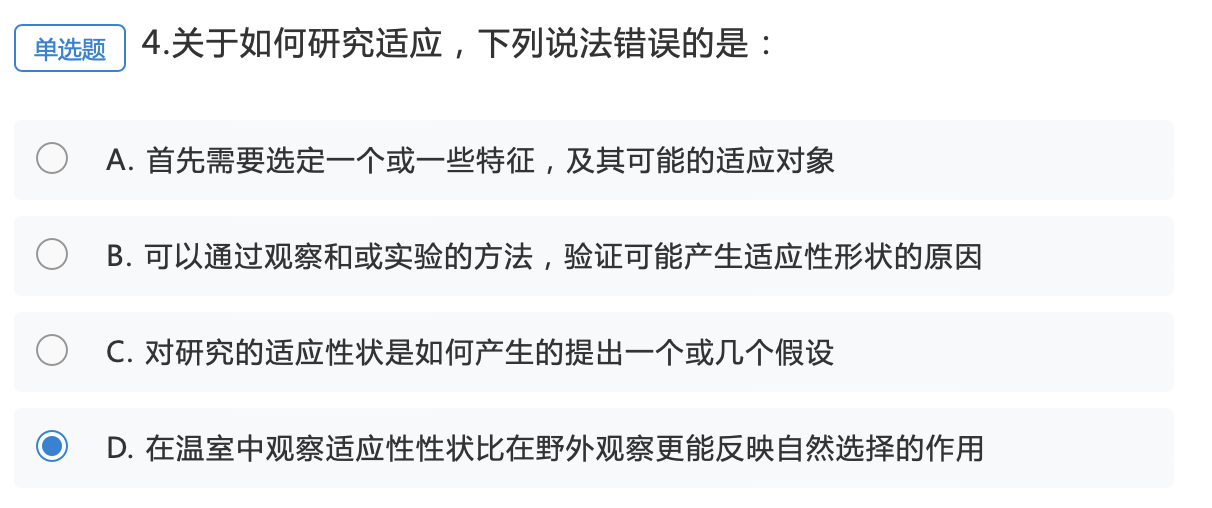 单选题 4.关于如何研究适应，下列说法错误的是：
A. 首先需要选定一个或一些特征，及其可能的适应对象
B. 可以通过观察和或实验的方法，验证可能产生适应性形状的原因
C. 对研究的适应性状是如何产生的提出一个或几个假设
D. 在温室中观察适应性性状比在野外观察更能反映自然选择的作用